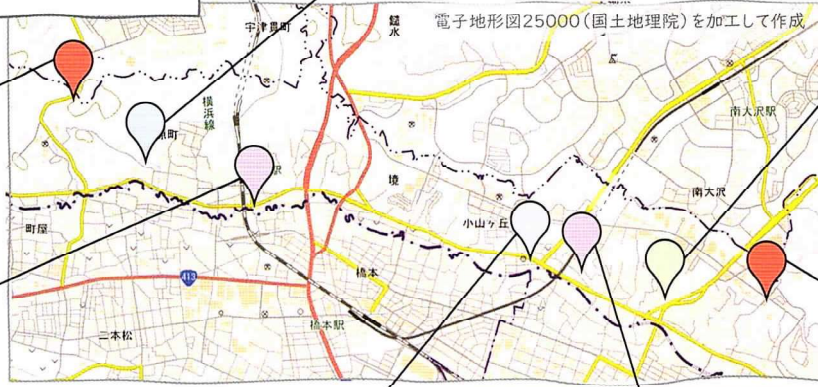 電子地形図25000(国土地理院)を加工して作成
宇津貫町
鑓水
横浜線
南大沢駅
境
南大沢
小山ヶ丘
町屋
413
橋本
二本松
橋本駅